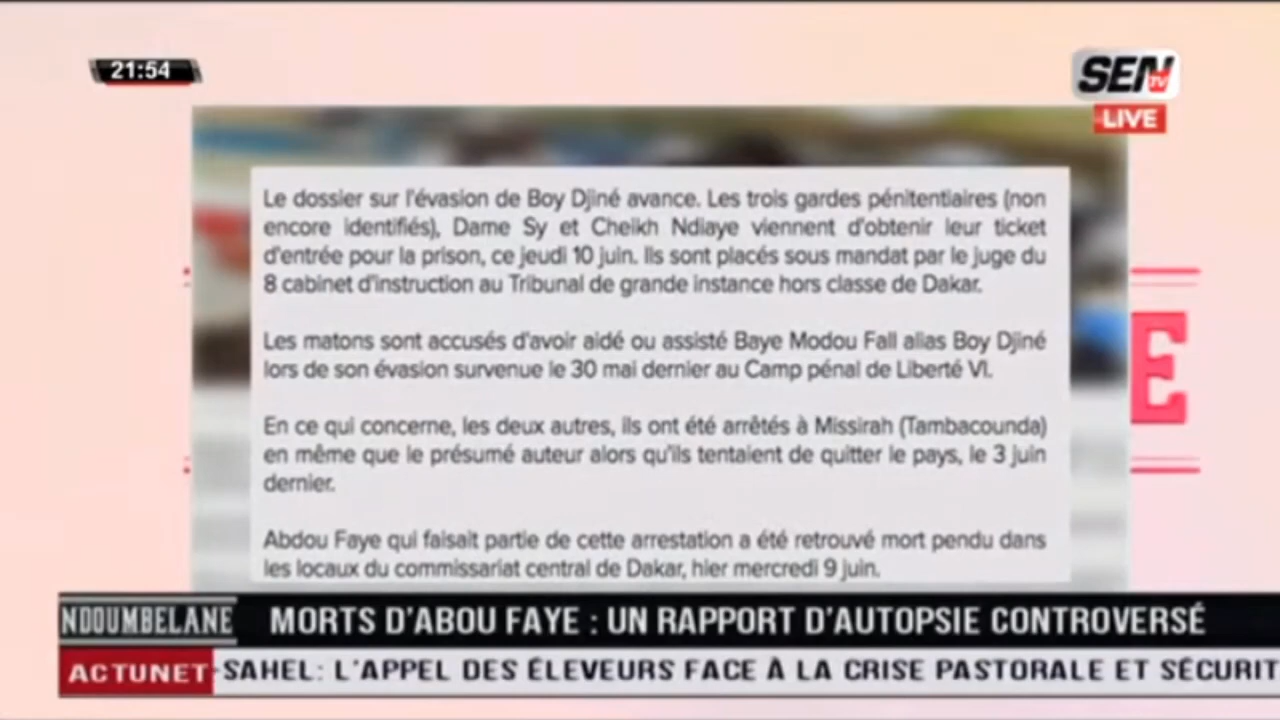 21:54
SEN TV
LIVE
Le dossier sur l'évasion de Boy Djiné avance. Les trois gardes pénitentiaires (non
encore identifiés), Dame Sy et Cheikh Ndiaye viennent d'obtenir leur ticket
d'entrée pour la prison, ce jeudi 10 juin. Ils sont placés sous mandat par le juge du
8 cabinet d'instruction au Tribunal de grande instance hors classe de Dakar.
Les matons sont accusés d'avoir aidé ou assisté Baye Modou Fall alias Boy Djiné
lors de son évasion survenue le 30 mai dernier au Camp pénal de Liberté VI.
E
En ce qui concerne, les deux autres, ils ont été arrêtés à Missirah (Tambacounda)
en même que le présumé auteur alors qu'ils tentaient de quitter le pays, le 3 juin
dernier.
Abdou Faye qui faisait partie de cette arrestation a été retrouvé mort pendu dans
les locaux du commissariat central de Dakar, hier mercredi 9 juin.
NDOUMBELANE MORTS D'ABOU FAYE : UN RAPPORT D'AUTOPSIE CONTROVERSÉ
ACTUNET SAHEL: L'APPEL DES ÉLEVEURS FACE À LA CRISE PASTORALE ET SÉCURIT